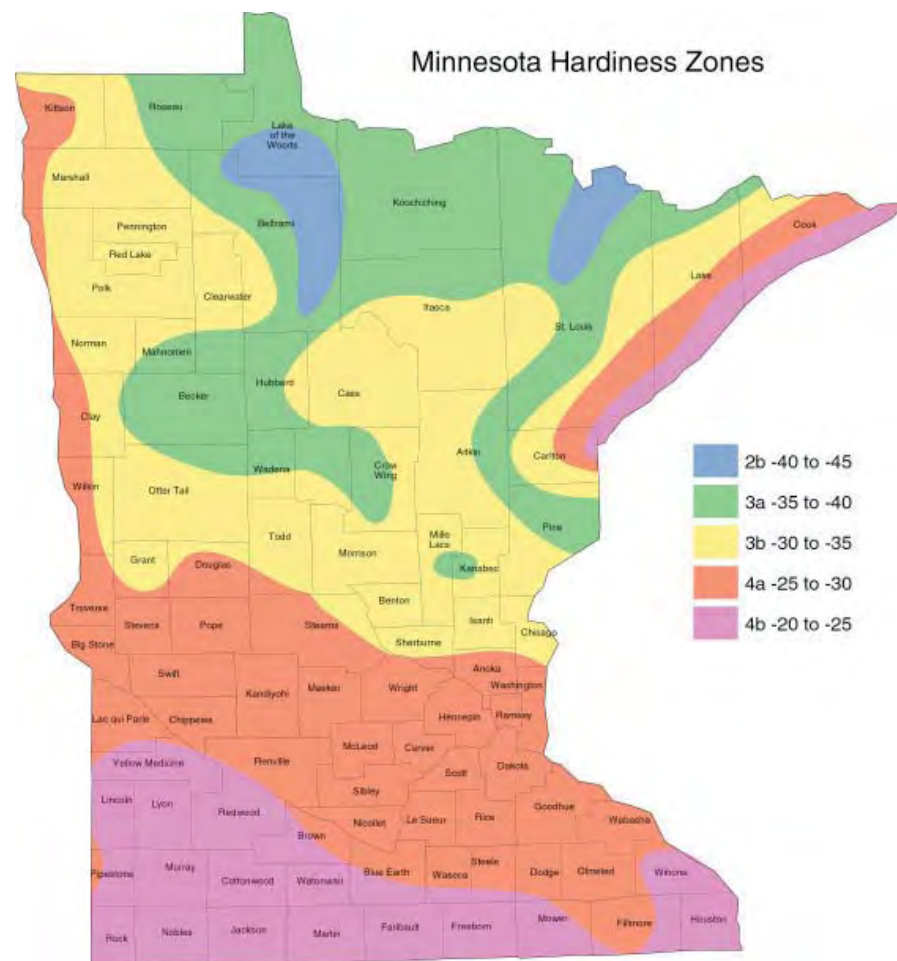 Minnesota Hardiness Zones
Kittson
Roseau
Lake
of the
Woods
Marshall
Koochiching
Pennington
Beltrami
Red Lake
Cook
Lake
Polk
Clearwater
Itasca
St. Louis
Norman
Mahnomen
Hubbard
Becker
Cass
Clay
Aitkin
Carlton
Wadena
Crow
Wing
Wilkin
Otter Tail
Pine
Todd
Mille
Lacs
Morrison
Grant
Douglas
Kanabec
Benton
Traverse
Stevens
Pope
Stearns
Isanti
Sherburne
Chisago
Big Stone
Swift
Anoka
Kandiyohi
Meeker
Wright
Washington
Lac qui Parle
Chippewa
Hennepin
Ramsey
McLeod
Carver
Yellow Medicine
Renville
Scott
Dakota
Lincoln
Lyon
Redwood
Sibley
Nicollet
Le Sueur
Rice
Goodhue
Wabasha
Brown
Pipestone
Murray
Cottonwood
Watonwan
Blue Earth
Waseca
Steele
Dodge
Olmsted
Winona
Rock
Nobles
Jackson
Martin
Faribault
Freeborn
Mower
Fillmore
Houston
2b -40 to -45
3a -35 to -40
3b -30 to -35
4a -25 to -30
4b -20 to -25